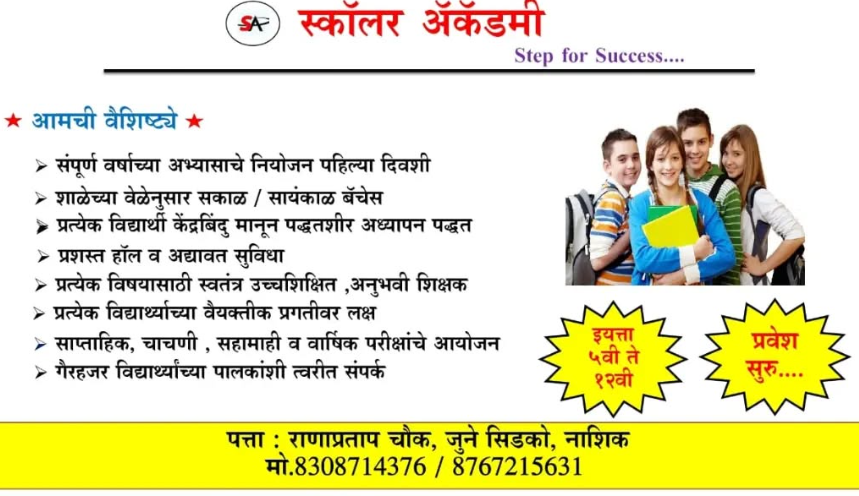 SA स्कॉलर ॲकॅडमी
Step for Success....
आमची वैशिष्ट्ये
संपूर्ण वर्षाच्या अभ्यासाचे नियोजन पहिल्या दिवशी
शाळेच्या वेळेनुसार सकाळ / सायंकाळ बॅचेस
प्रत्येक विद्यार्थी केंद्रबिंदु मानून पद्धतशीर अध्यापन पद्धत
प्रशस्त हॉल व अद्यावत सुविधा
प्रत्येक विषयासाठी स्वतंत्र उच्चशिक्षित ,अनुभवी शिक्षक
प्रत्येक विद्यार्थ्याच्या वैयक्तीक प्रगतीवर लक्ष
साप्ताहिक, चाचणी , सहामाही व वार्षिक परीक्षांचे आयोजन
गैरहजर विद्यार्थ्यांच्या पालकांशी त्वरीत संपर्क
इयत्ता
५वी ते
१२वी
प्रवेश
सुरु....
पत्ता : राणाप्रताप चौक, जुने सिडको, नाशिक
मो.8308714376 / 8767215631